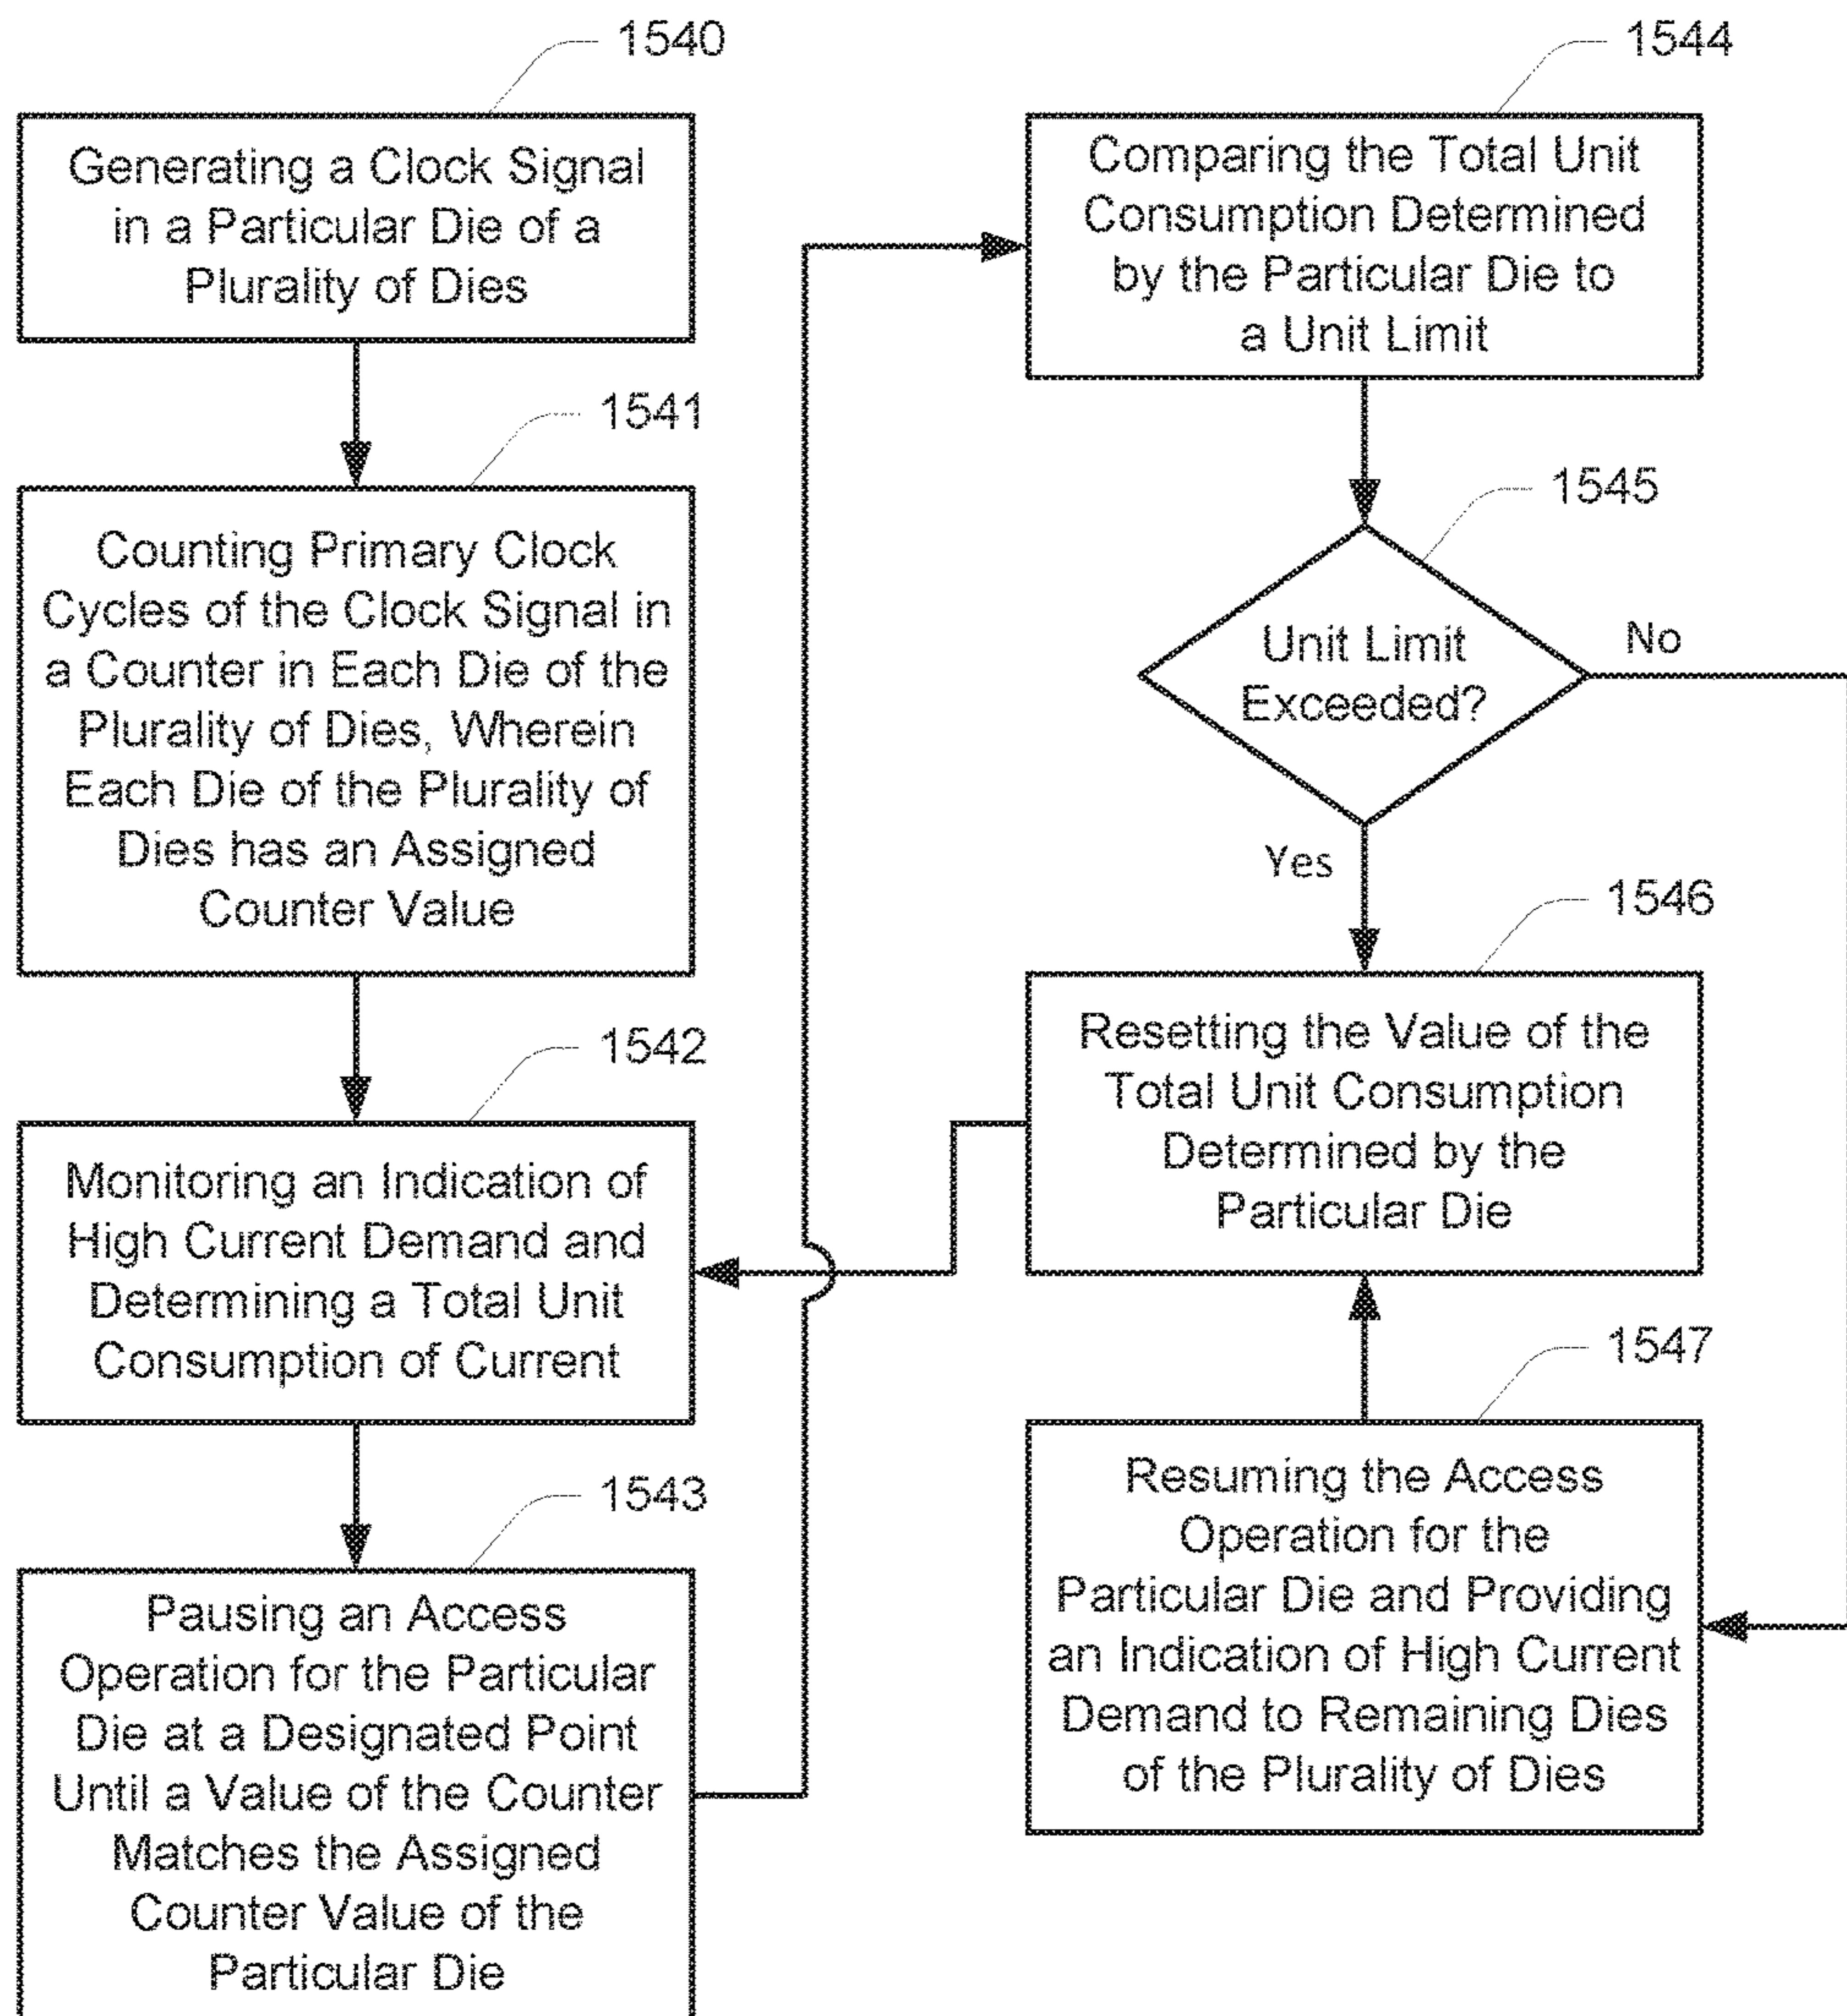 1540
Generating a Clock Signal
in a Particular Die of a
Plurality of Dies
1541
Counting Primary Clock
Cycles of the Clock Signal in
a Counter in Each Die of the
Plurality of Dies, Wherein
Each Die of the Plurality of
Dies has an Assigned
Counter Value
1542
Monitoring an Indication of
High Current Demand and
Determining a Total Unit
Consumption of Current
1543
Pausing an Access
Operation for the Particular
Die at a Designated Point
Until a Value of the Counter
Matches the Assigned
Counter Value of the
Particular Die
1544
Comparing the Total Unit
Consumption Determined
by the Particular Die to
a Unit Limit
1545
Unit Limit
Exceeded?
No
Yes
1546
Resetting the Value of the
Total Unit Consumption
Determined by the
Particular Die
1547
Resuming the Access
Operation for the
Particular Die and Providing
an Indication of High Current
Demand to Remaining Dies
of the Plurality of Dies